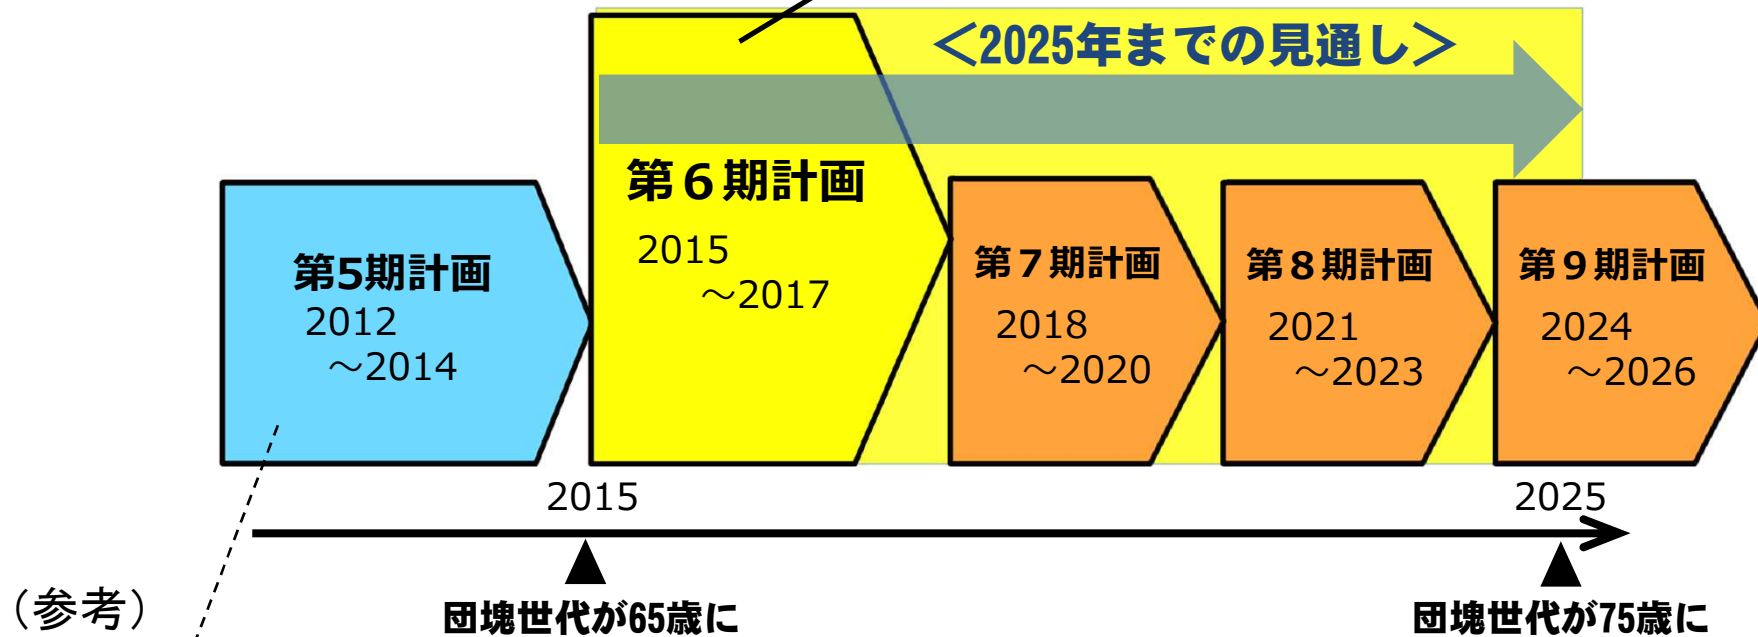 ＜2025年までの見通し＞
第5期計画
2012
～2014
第６期計画
2015
～2017
第７期計画
2018
～2020
第８期計画
2021
～2023
第９期計画
2024
～2026
2015
2025
（参考）
団塊世代が65歳に
団塊世代が75歳に